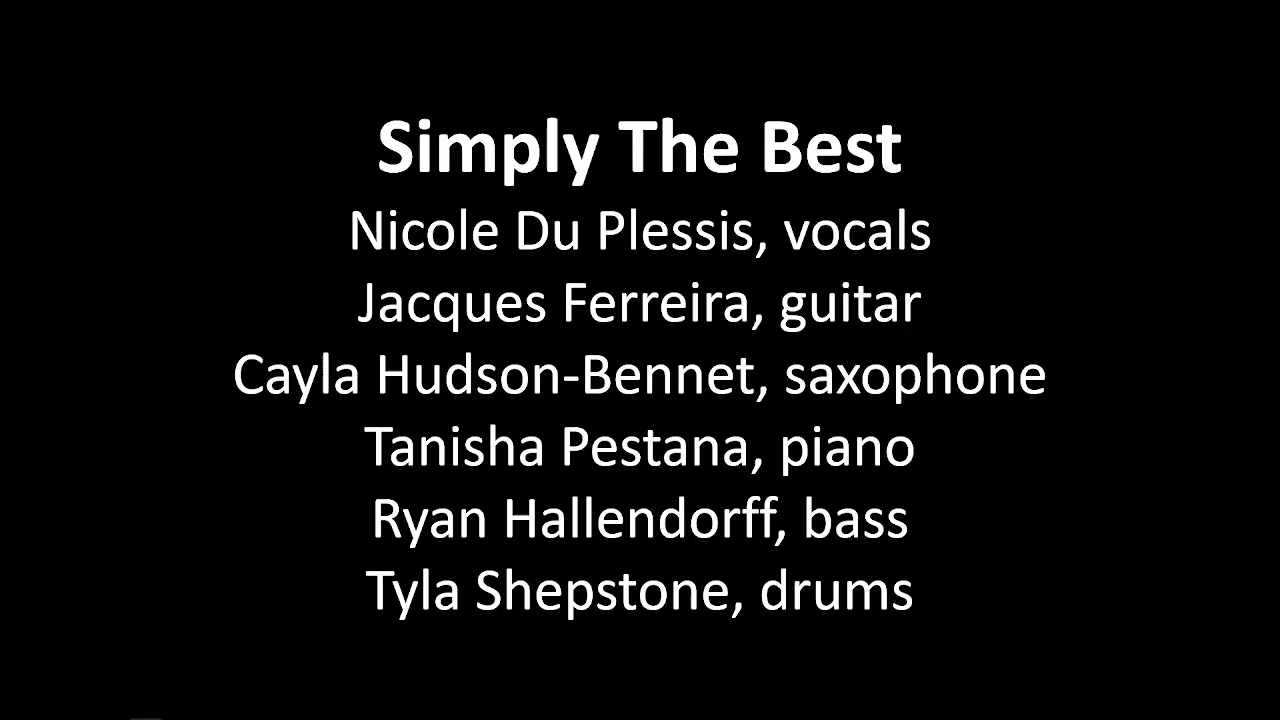 Simply The Best
Nicole Du Plessis, vocals
Jacques Ferreira, guitar
Cayla Hudson-Bennet, saxophone
Tanisha Pestana, piano
Ryan Hallendorff, bass
Tyla Shepstone, drums